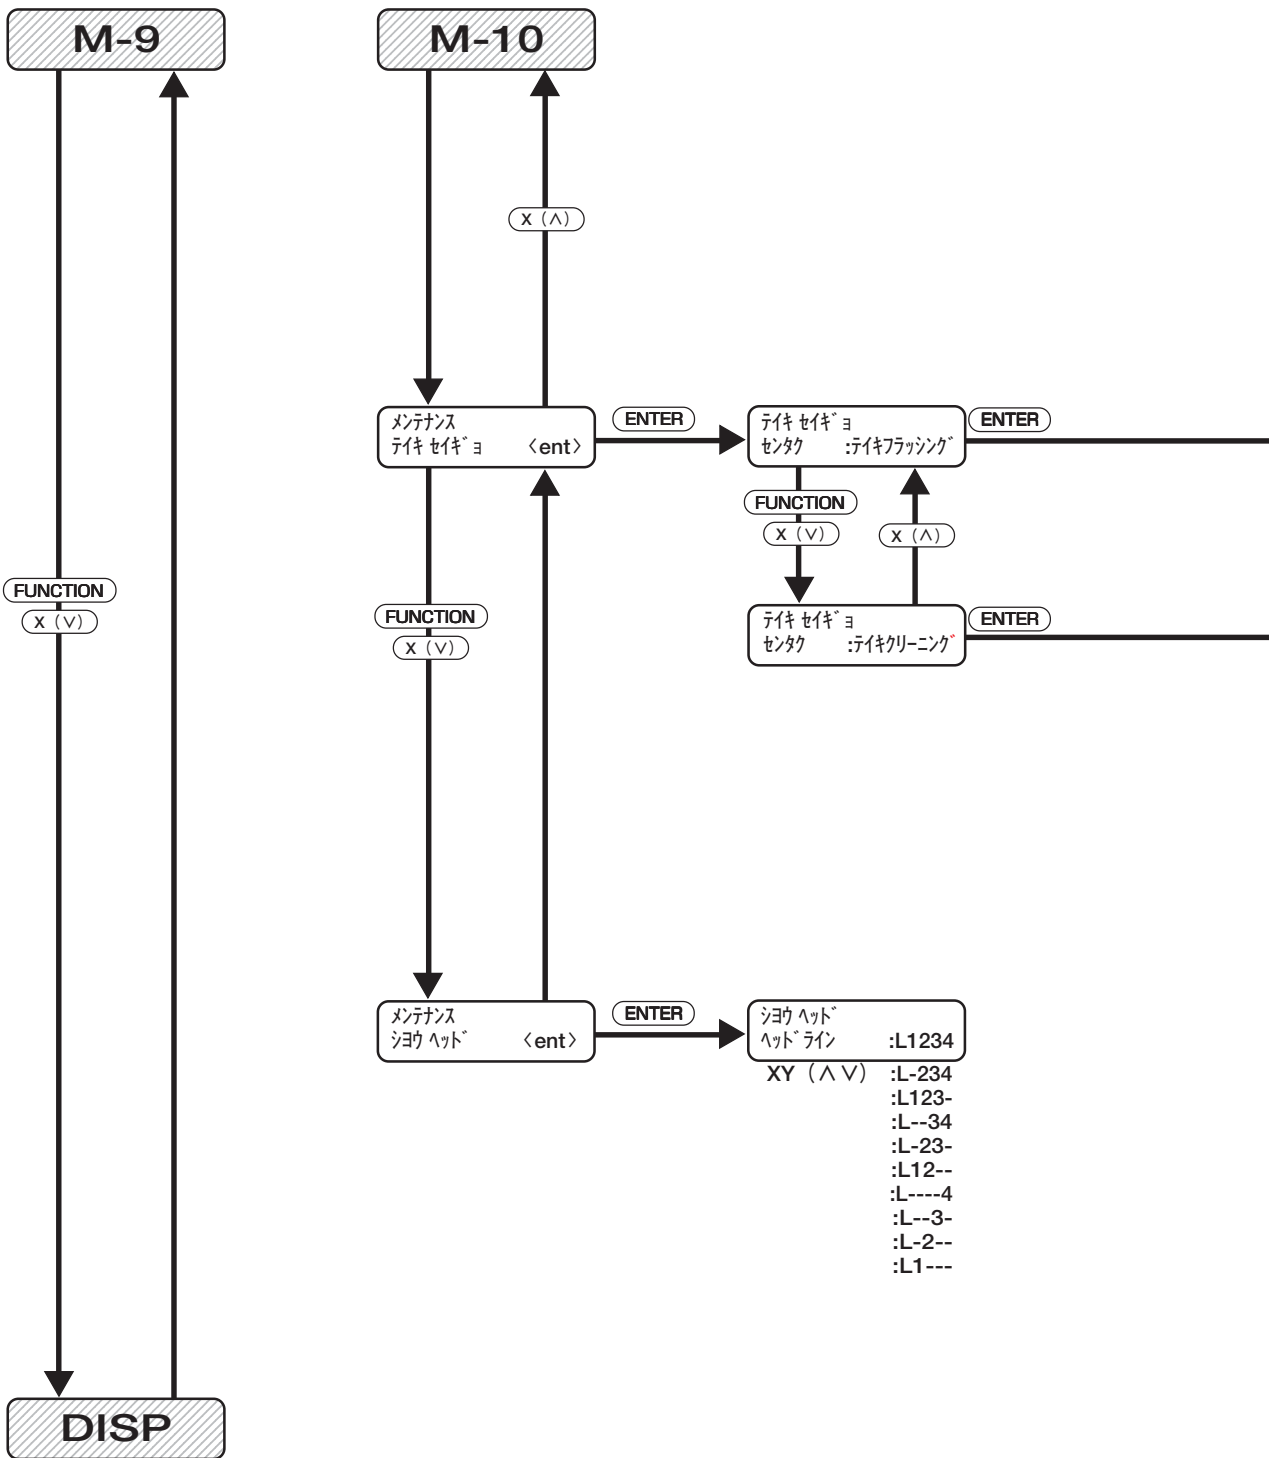 M-9
M-10
X (∧)
メンテナンス
テイキ セイギョ 〈ent〉
ENTER
テイキ セイギョ
センタク :テイキフラッシング
ENTER
FUNCTION
X (∨)
X (∧)
FUNCTION
X (∨)
FUNCTION
X (∨)
テイキ セイギョ
センタク :テイキクリーニング
ENTER
メンテナンス
シヨウ ヘッド 〈ent〉
ENTER
シヨウ ヘッド
ヘッド ライン :L1234
XY (∧∨) :L-234
:L123-
:L--34
:L-23-
:L12--
:L----4
:L--3-
:L-2--
:L1---
DISP